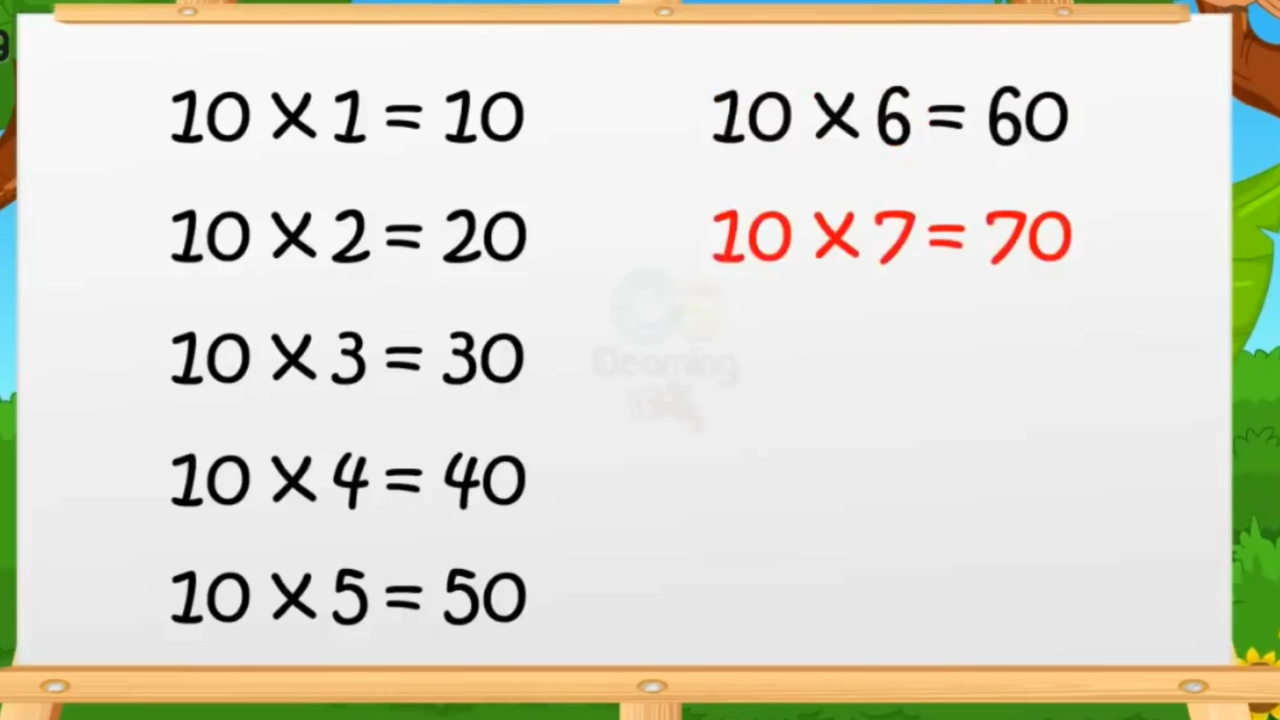 10 × 1 = 10
10 × 2 = 20
10 × 3 = 30
10 × 4 = 40
10 × 5 = 50
10 × 6 = 60
10 × 7 = 70
Elearning